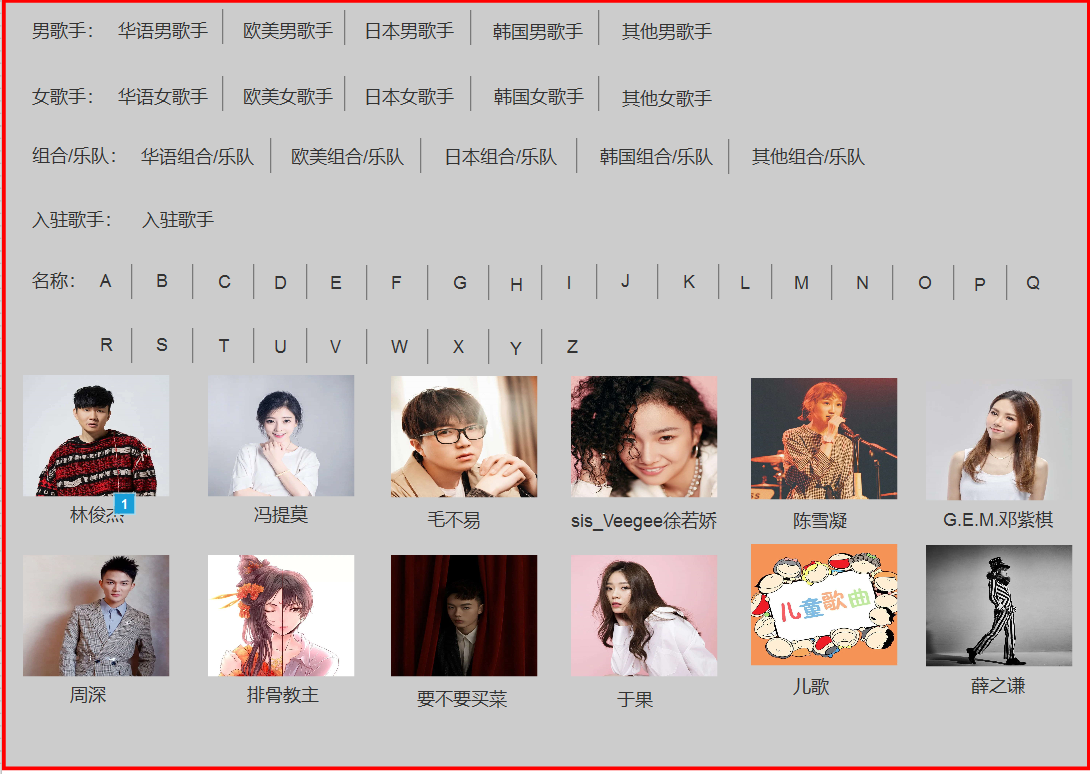 男歌手： 华语男歌手 欧美男歌手 日本男歌手 韩国男歌手 其他男歌手
女歌手： 华语女歌手 欧美女歌手 日本女歌手 韩国女歌手 其他女歌手
组合/乐队： 华语组合/乐队 欧美组合/乐队 日本组合/乐队 韩国组合/乐队 其他组合/乐队
入驻歌手： 入驻歌手
名称： A B C D E F G H I J K L M N O P Q
R S T U V W X Y Z
1
林俊杰 冯提莫 毛不易 sis_Veegee徐若娇 陈雪凝 G.E.M.邓紫棋
儿童歌曲
周深 排骨教主 要不要买菜 于果 儿歌 薛之谦